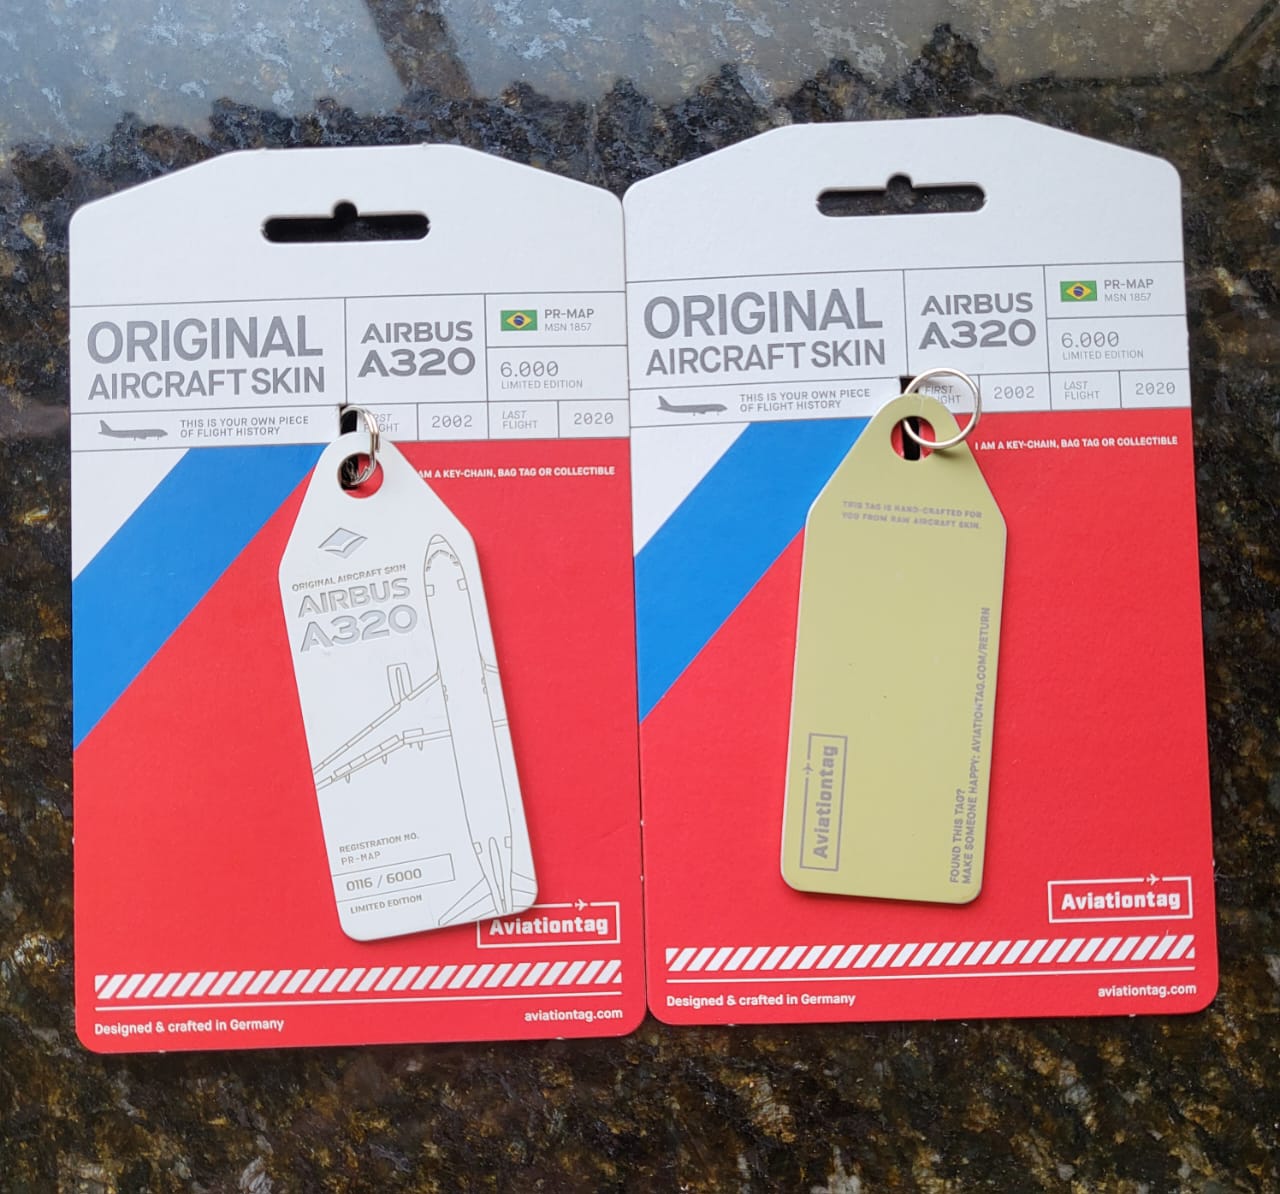 ORIGINAL
AIRCRAFT SKIN
AIRBUS
A320
PR-MAP
MSN 1857
6.000
LIMITED EDITION
THIS IS YOUR OWN PIECE
OF FLIGHT HISTORY
2002
LAST
FLIGHT
2020
AM A KEY-CHAIN, BAG TAG OR COLLECTIBLE
ORIGINAL AIRCRAFT SKIN
AIRBUS
A320
REGISTRATION NO.
PR-MAP
0116 / 6000
LIMITED EDITION
Aviationtag
Designed & crafted in Germany
aviationtag.com
ORIGINAL
AIRCRAFT SKIN
AIRBUS
A320
PR-MAP
MSN 1857
6.000
LIMITED EDITION
THIS IS YOUR OWN PIECE
OF FLIGHT HISTORY
FIRST
2002
LAST
FLIGHT
2020
I AM A KEY-CHAIN, BAG TAG OR COLLECTIBLE
THIS TAG IS HAND-CRAFTED FOR
YOU FROM RAW AIRCRAFT SKIN.
Aviationtag
FOUND THIS TAG?
MAKE SOMEONE HAPPY: AVIATIONTAG.COM/RETURN
Aviationtag
Designed & crafted in Germany
aviationtag.com